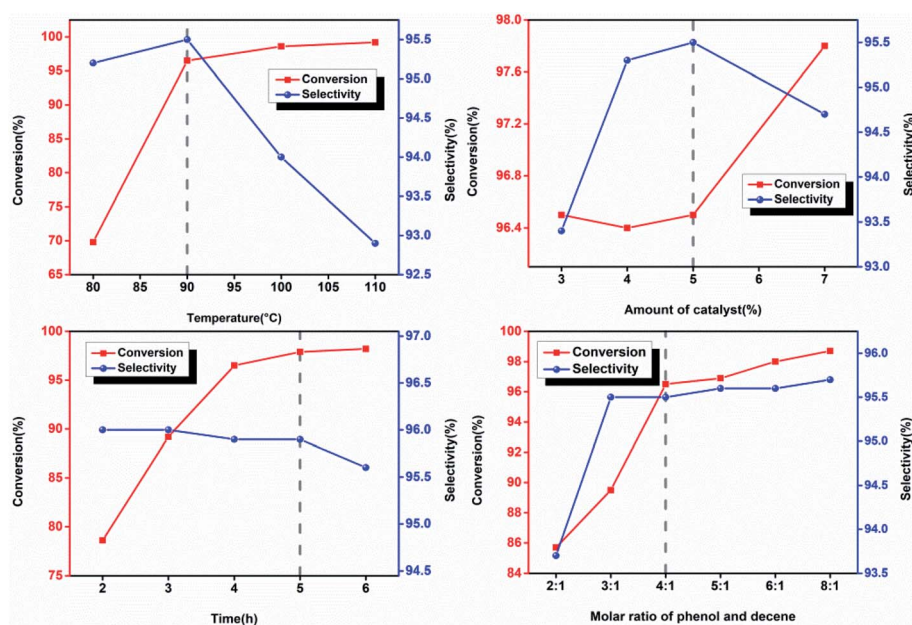 Conversion(%)
100
95
90
85
80
75
70
65
Conversion
Selectivity
95.5
95.0
94.5
94.0
93.5
93.0
92.5
Selectivity(%)
80 85 90 95 100 105 110
Temperature(°C)
Conversion(%)
98.0
97.6
97.2
96.8
96.4
Conversion
Selectivity
95.5
95.0
94.5
94.0
93.5
93.0
Selectivity(%)
3 4 5 6 7
Amount of catalyst(%)
Conversion(%)
100
95
90
85
80
75
Conversion
Selectivity
97.0
96.5
96.0
95.5
95.0
94.5
Selectivity(%)
2 3 4 5 6
Time(h)
Conversion(%)
100
98
96
94
92
90
88
86
84
Conversion
Selectivity
96.0
95.5
95.0
94.5
94.0
93.5
Selectivity(%)
2:1 3:1 4:1 5:1 6:1 8:1
Molar ratio of phenol and decene